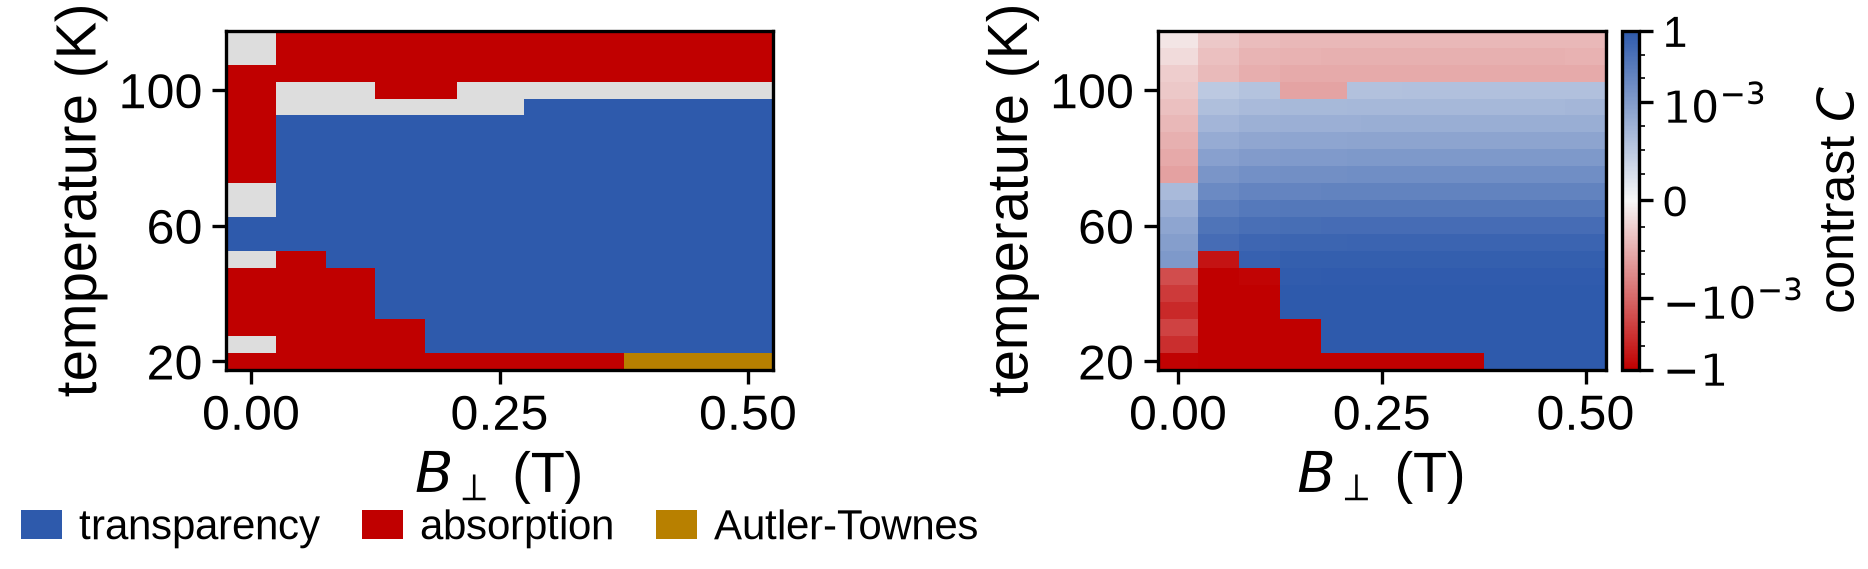 temperature (K)
100
60
20
0.00 0.25 0.50
B⊥ (T)
transparency absorption Autler-Townes
temperature (K)
100
60
20
0.00 0.25 0.50
B⊥ (T)
1
10⁻³
0
−10⁻³
−1
contrast C